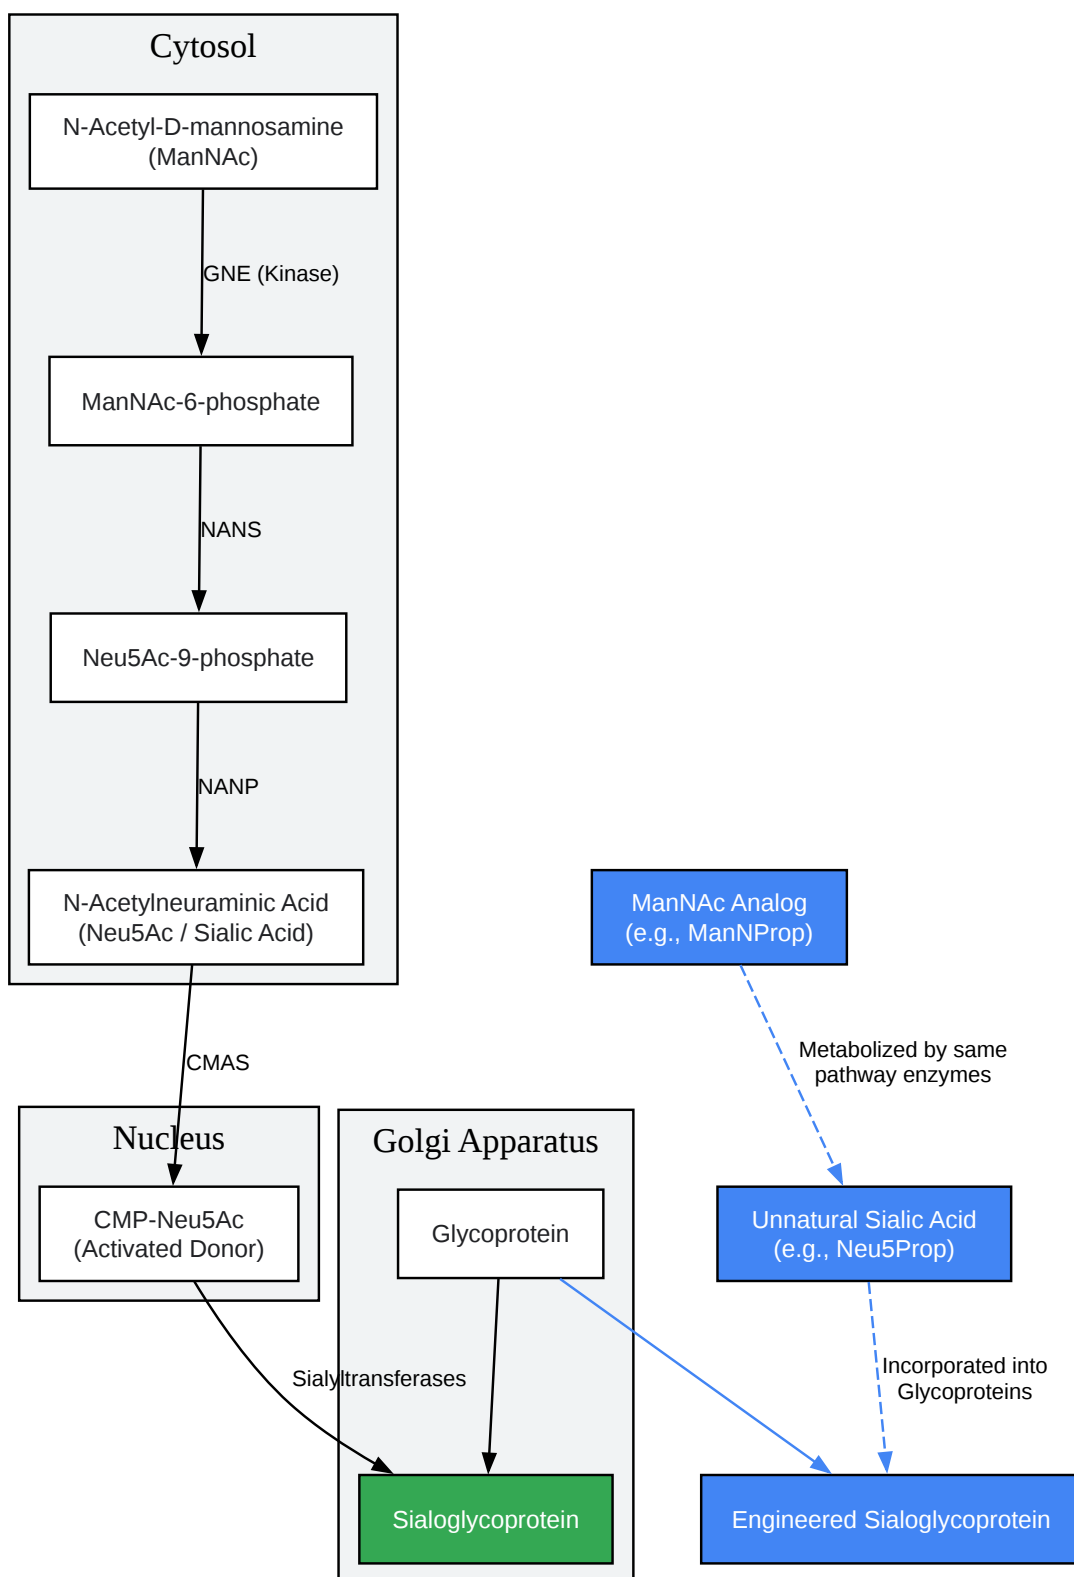 Cytosol
N-Acetyl-D-mannosamine
(ManNAc)
GNE (Kinase)
ManNAc-6-phosphate
NANS
Neu5Ac-9-phosphate
NANP
N-Acetylneuraminic Acid
(Neu5Ac / Sialic Acid)
ManNAc Analog
(e.g., ManNProp)
CMAS
Metabolized by same
pathway enzymes
Nucleus
Golgi Apparatus
CMP-Neu5Ac
(Activated Donor)
Glycoprotein
Unnatural Sialic Acid
(e.g., Neu5Prop)
Sialyltransferases
Incorporated into
Glycoproteins
Sialoglycoprotein
Engineered Sialoglycoprotein